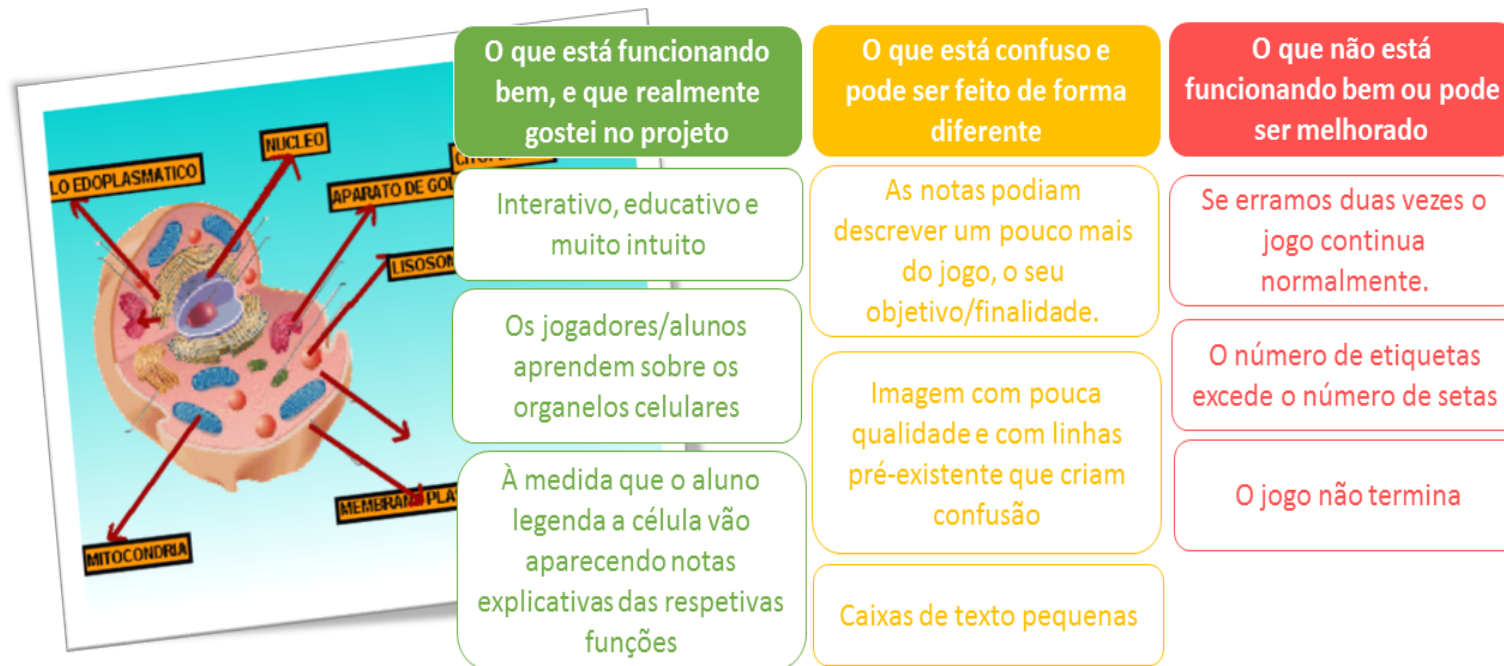 NUCLEO
LO EDOPLASMATICO
APARATO DE GOL
LISOSOM
MEMBRANA PLA
MITOCONDRIA
O que está funcionando
bem, e que realmente
gostei no projeto
Interativo, educativo e
muito intuito
Os jogadores/alunos
aprendem sobre os
organelos celulares
À medida que o aluno
legenda a célula vão
aparecendo notas
explicativas das respetivas
funções
O que está confuso e
pode ser feito de forma
diferente
As notas podiam
descrever um pouco mais
do jogo, o seu
objetivo/finalidade.
Imagem com pouca
qualidade e com linhas
pré-existente que criam
confusão
Caixas de texto pequenas
O que não está
funcionando bem ou pode
ser melhorado
Se erramos duas vezes o
jogo continua
normalmente.
O número de etiquetas
excede o número de setas
O jogo não termina